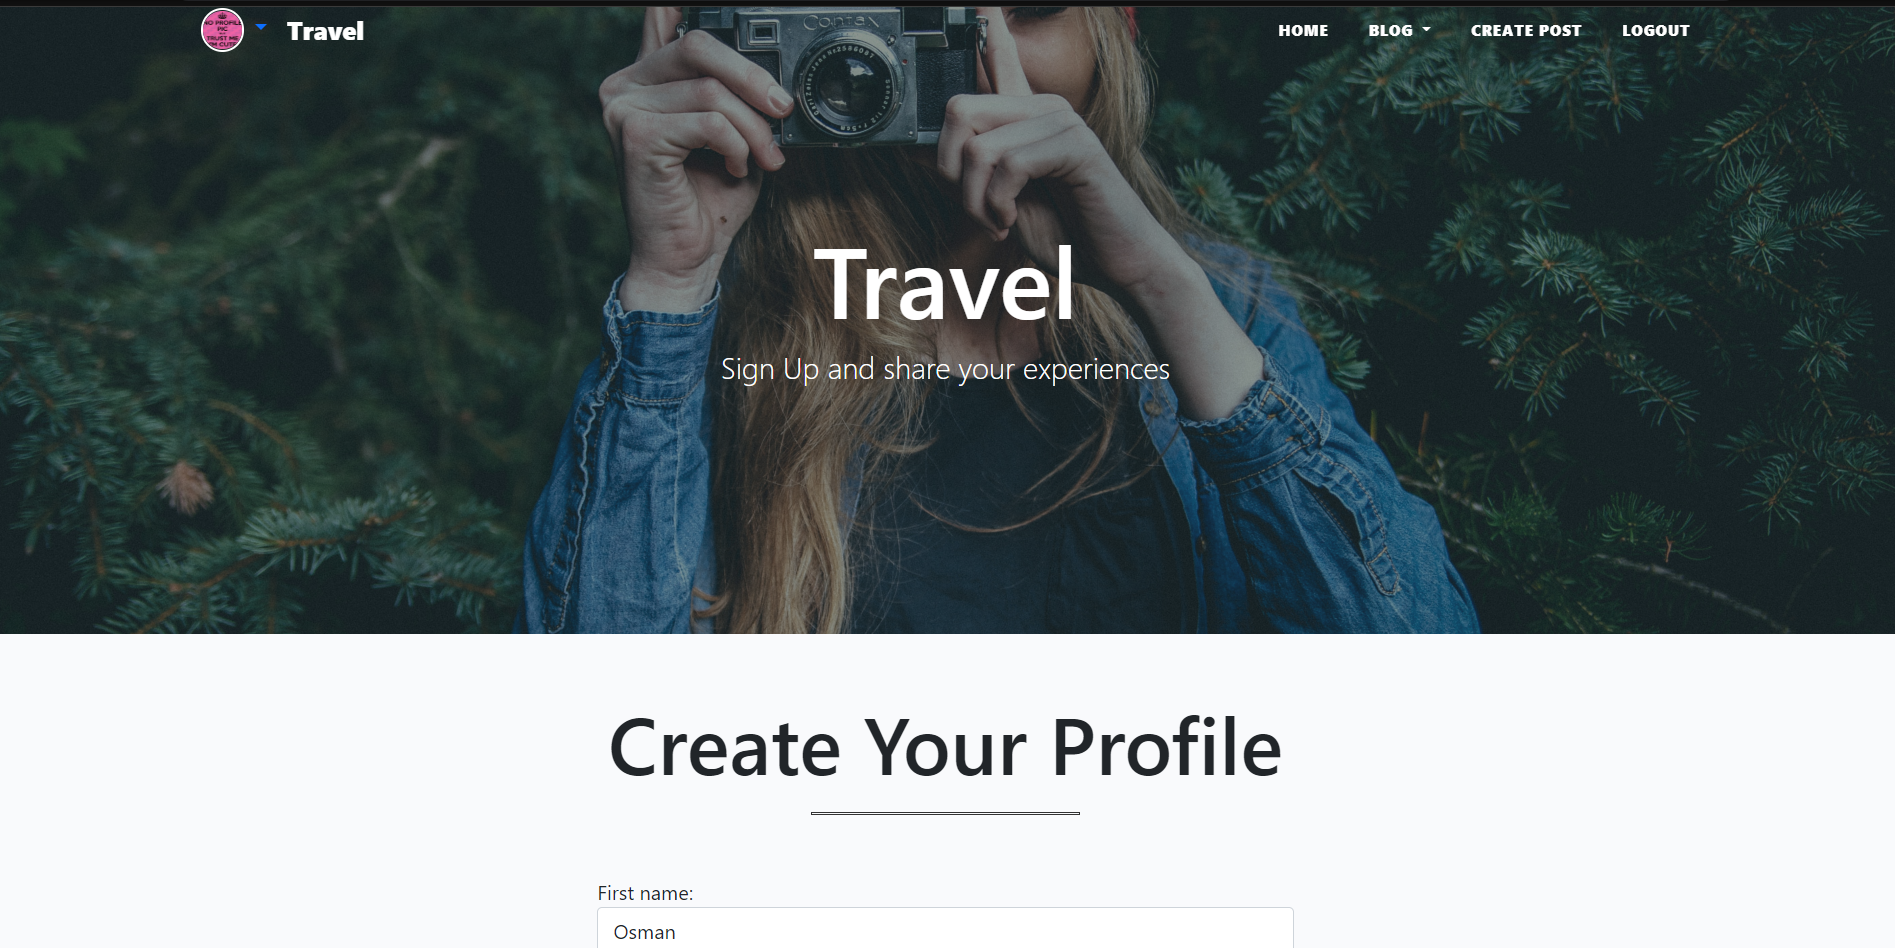 NO PROFILE
PIC
TRUST ME
I'M CUTE
Travel
HOME
BLOG
CREATE POST
LOGOUT
Contax
Sonnar
Travel
Sign Up and share your experiences
Create Your Profile
First name:
Osman